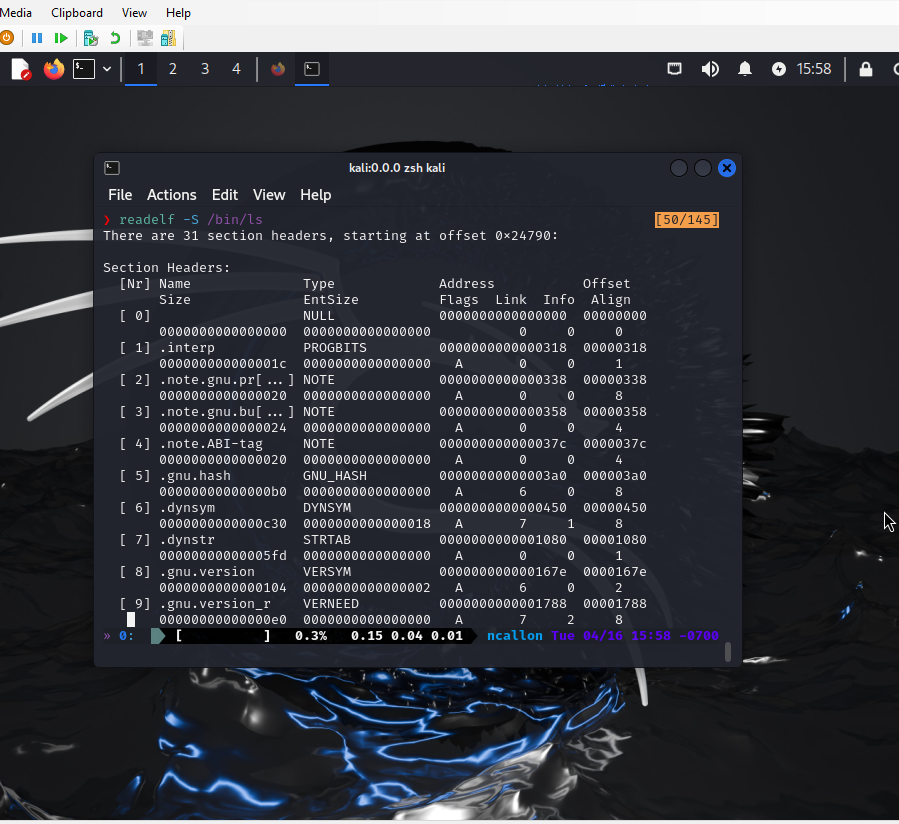 Media Clipboard View Help
1 2 3 4 15:58
kali:0.0.0 zsh kali
File Actions Edit View Help
❯ readelf -S /bin/ls [50/145]
There are 31 section headers, starting at offset 0×24790:
Section Headers:
[Nr] Name Type Address Offset
Size EntSize Flags Link Info Align
[ 0] NULL 0000000000000000 00000000
0000000000000000 0000000000000000 0 0 0
[ 1] .interp PROGBITS 0000000000000318 00000318
000000000000001c 0000000000000000 A 0 0 1
[ 2] .note.gnu.pr[...] NOTE 0000000000000338 00000338
0000000000000020 0000000000000000 A 0 0 8
[ 3] .note.gnu.bu[...] NOTE 0000000000000358 00000358
0000000000000024 0000000000000000 A 0 0 4
[ 4] .note.ABI-tag NOTE 000000000000037c 0000037c
0000000000000020 0000000000000000 A 0 0 4
[ 5] .gnu.hash GNU_HASH 00000000000003a0 000003a0
00000000000000b0 0000000000000000 A 6 0 8
[ 6] .dynsym DYNSYM 0000000000000450 00000450
0000000000000c30 0000000000000018 A 7 1 8
[ 7] .dynstr STRTAB 0000000000001080 00001080
00000000000005fd 0000000000000000 A 0 0 1
[ 8] .gnu.version VERSYM 000000000000167e 0000167e
0000000000000104 0000000000000002 A 6 0 2
[ 9] .gnu.version_r VERNEED 0000000000001788 00001788
00000000000000e0 0000000000000000 A 7 2 8
» 0: [ ] 0.3% 0.15 0.04 0.01 ncallon Tue 04/16 15:58 -0700